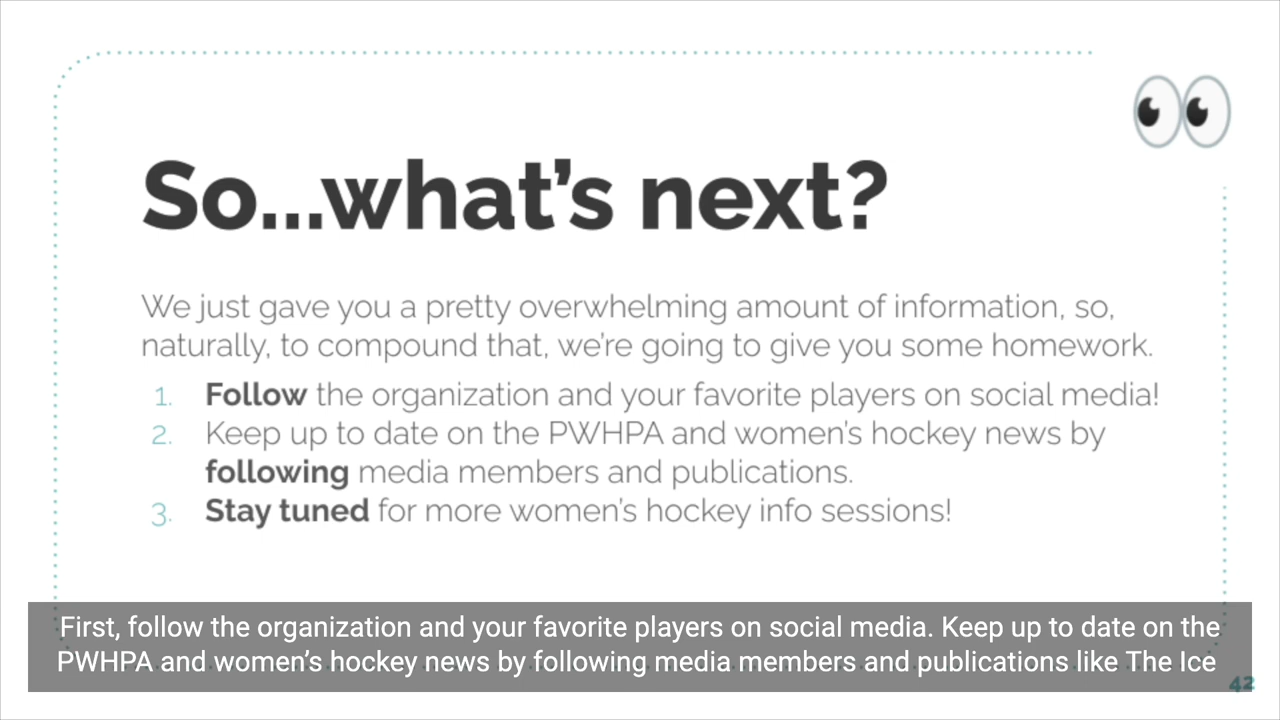 So...what's next?
We just gave you a pretty overwhelming amount of information, so,
naturally, to compound that, we're going to give you some homework.
1. Follow the organization and your favorite players on social media!
2. Keep up to date on the PWHPA and women's hockey news by
following media members and publications.
3. Stay tuned for more women's hockey info sessions!
First, follow the organization and your favorite players on social media. Keep up to date on the
PWHPA and women's hockey news by following media members and publications like The Ice
42